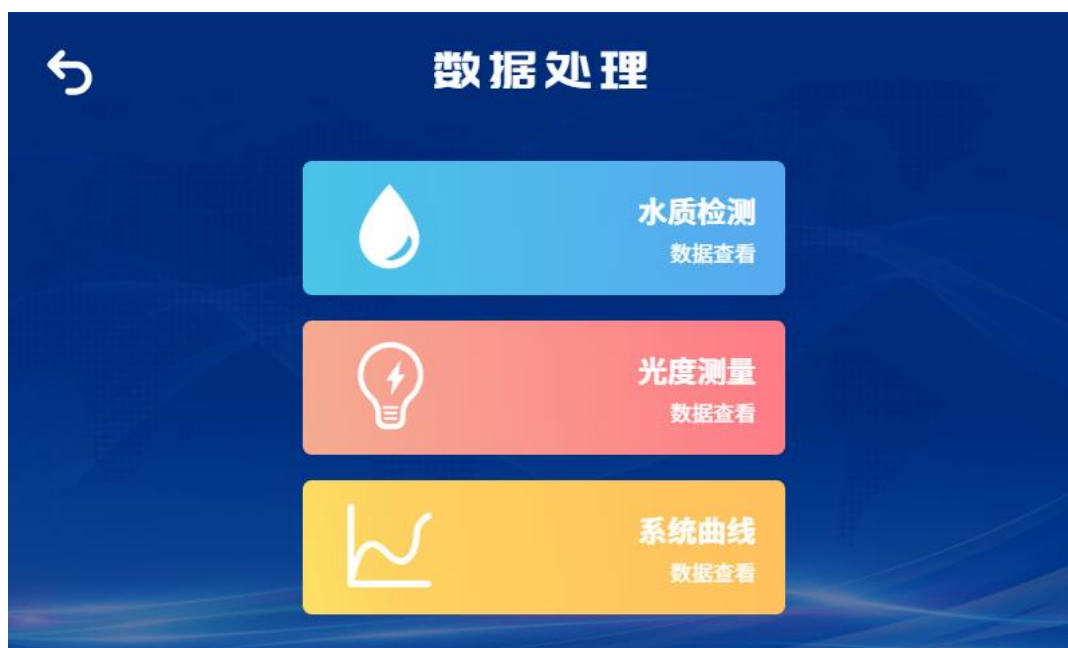 数据处理
水质检测
数据查看
光度测量
数据查看
系统曲线
数据查看